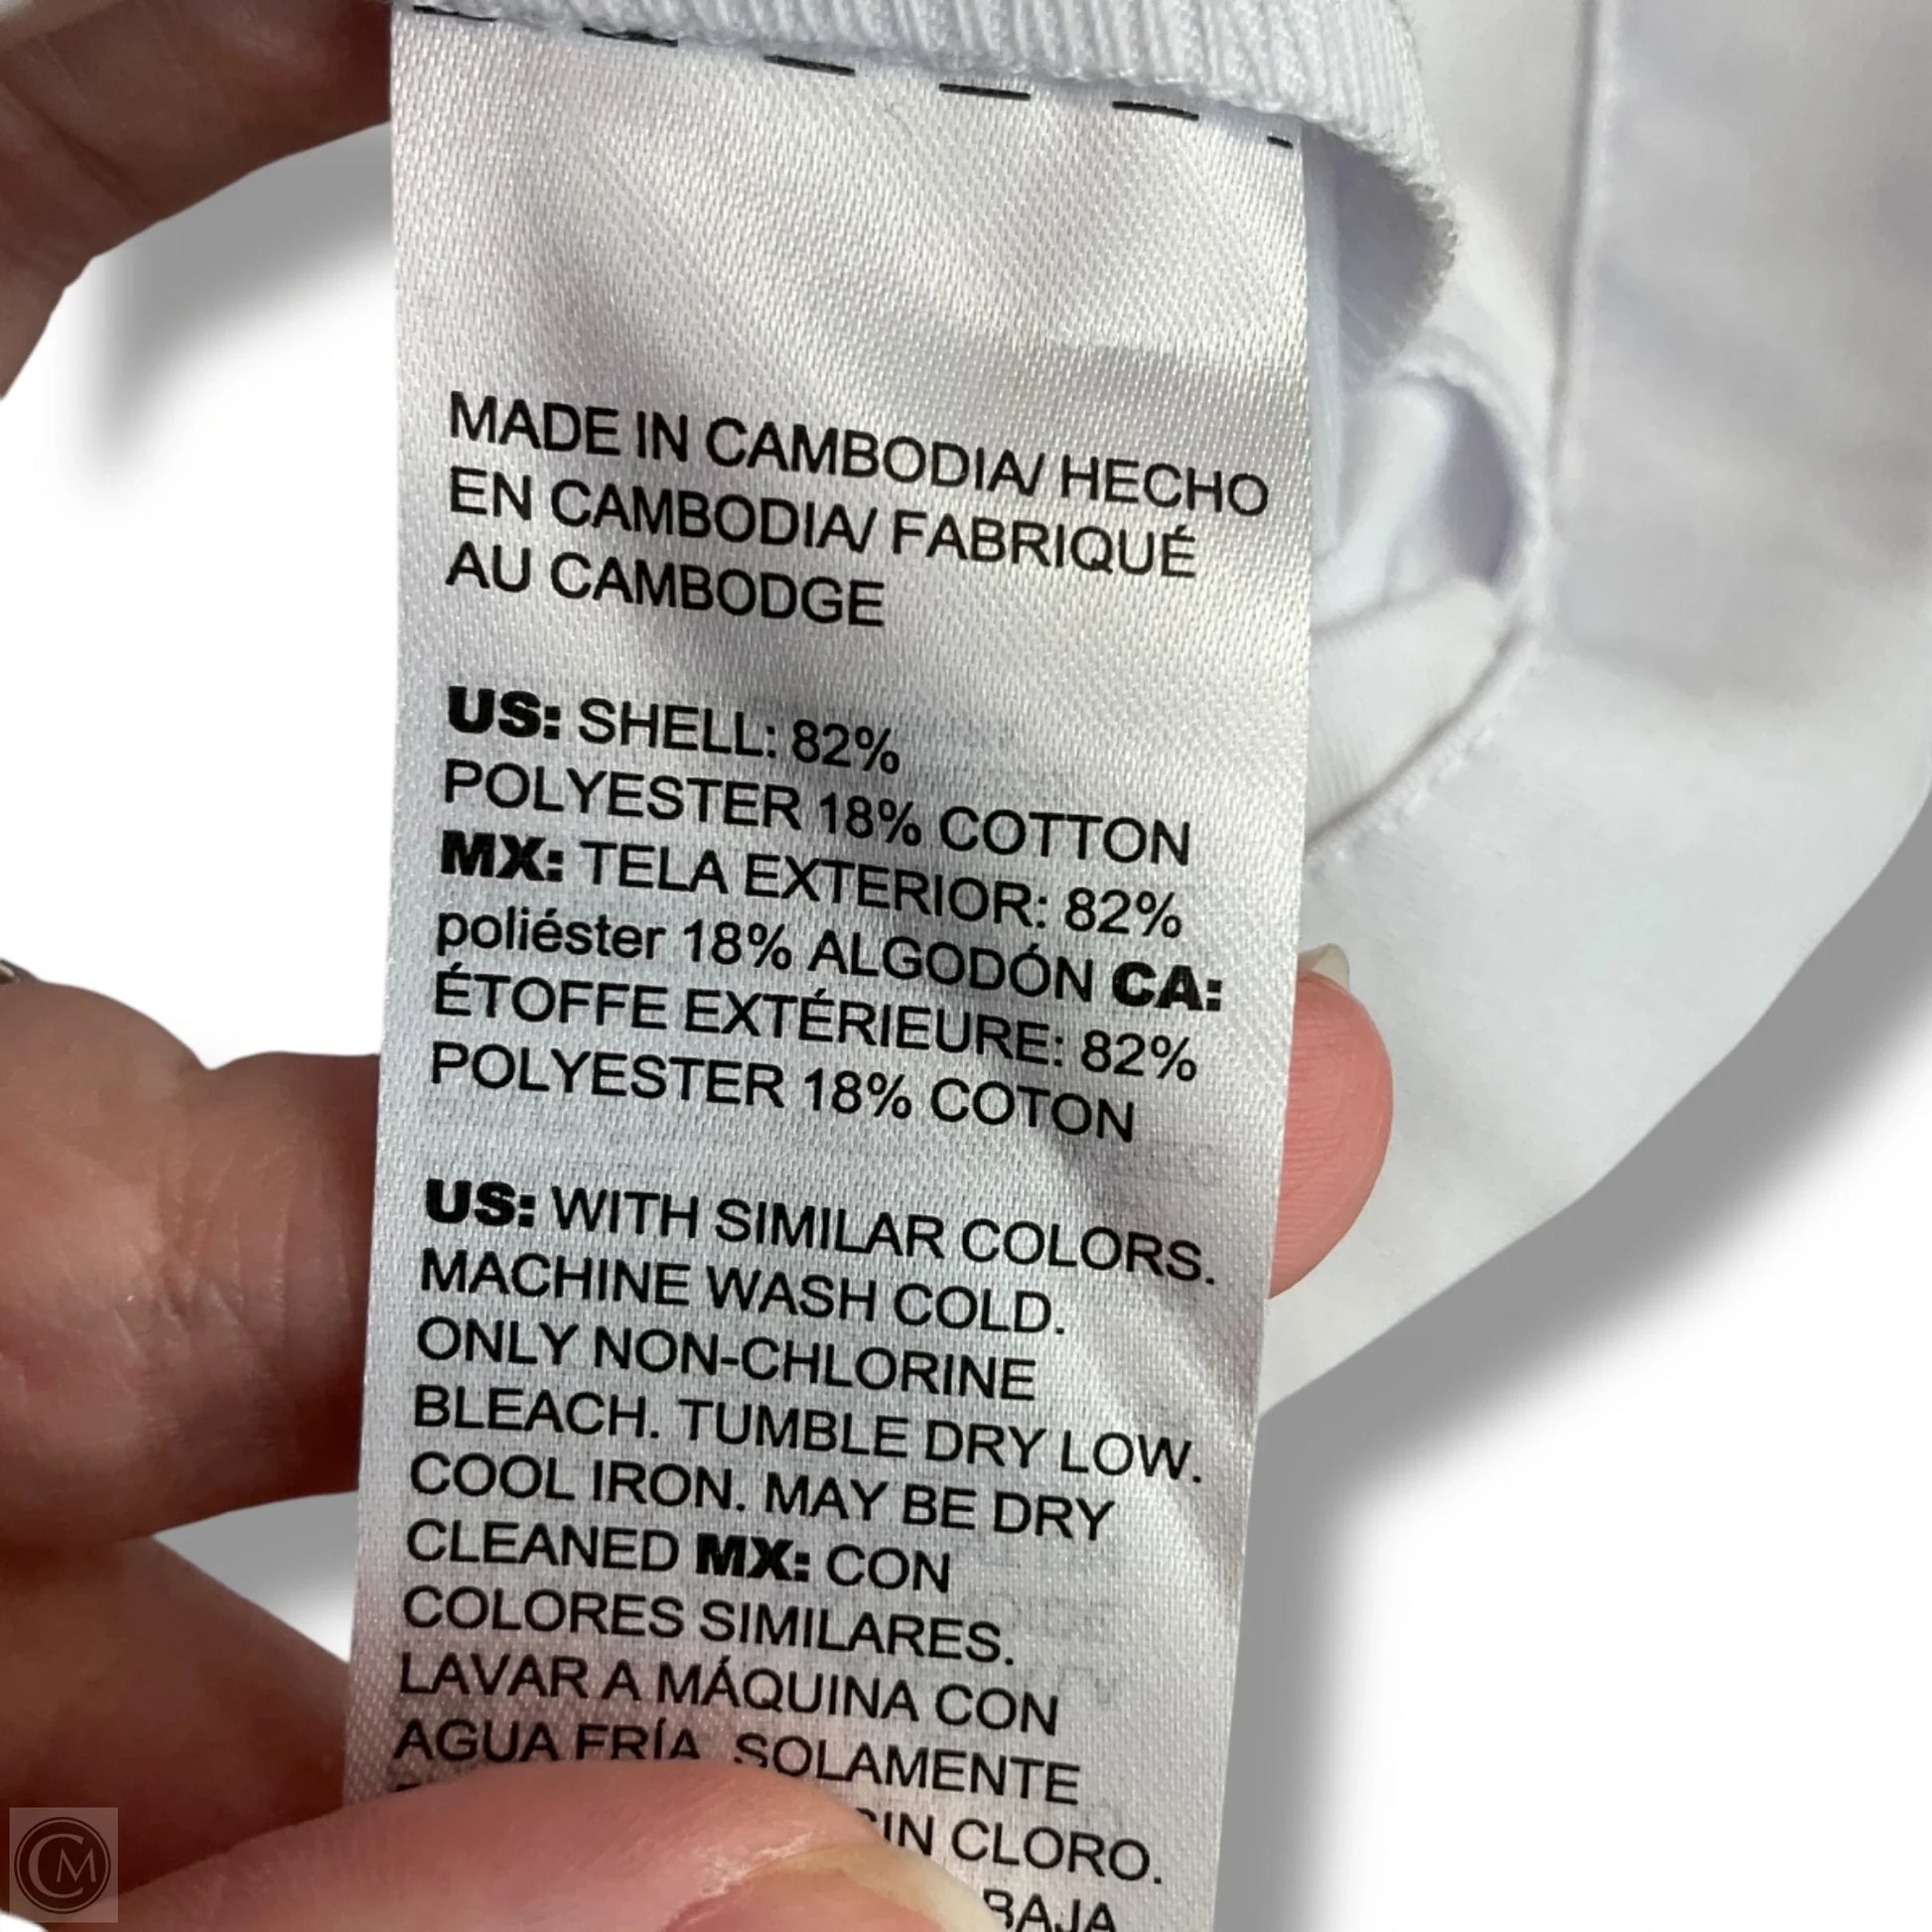 MADE IN CAMBODIA/ HECHO
EN CAMBODIA/ FABRIQUÉ
AU CAMBODGE
US: SHELL: 82%
POLYESTER 18% COTTON
MX: TELA EXTERIOR: 82%
poliéster 18% ALGODÓN CA:
ÉTOFFE EXTÉRIEURE: 82%
POLYESTER 18% COTON
US: WITH SIMILAR COLORS.
MACHINE WASH COLD.
ONLY NON-CHLORINE
BLEACH. TUMBLE DRY LOW.
COOL IRON. MAY BE DRY
CLEANED MX: CON
COLORES SIMILARES.
LAVAR A MÁQUINA CON
AGUA FRÍA. SOLAMENTE
SIN CLORO.
BAJA
CM